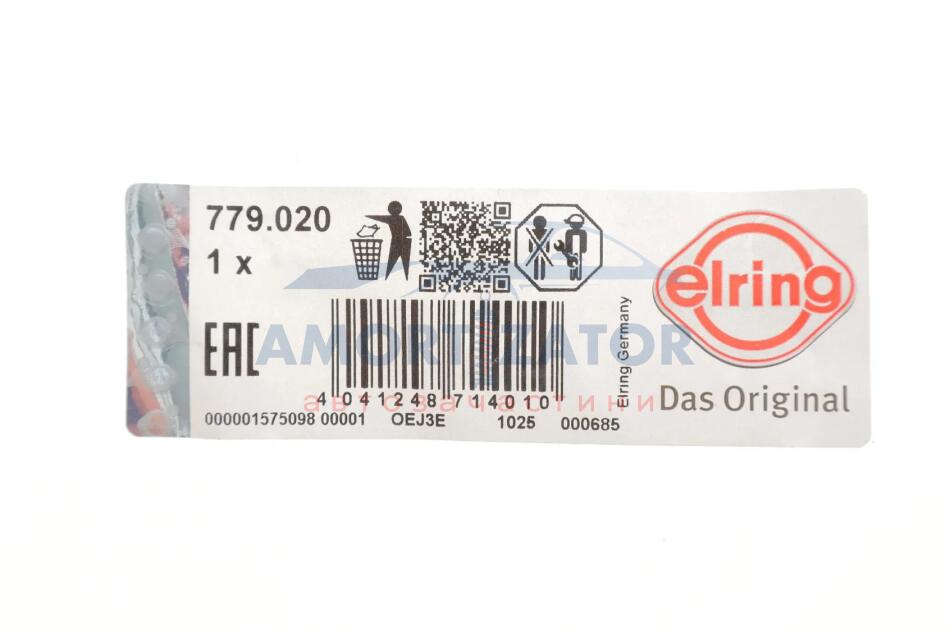 779.020
1 x
elring
Das Original
Elring Germany
EAC
AMORTIZATOR
автозапчастини
4 041248 714010
000001575098 00001 OEJ3E 1025 000685